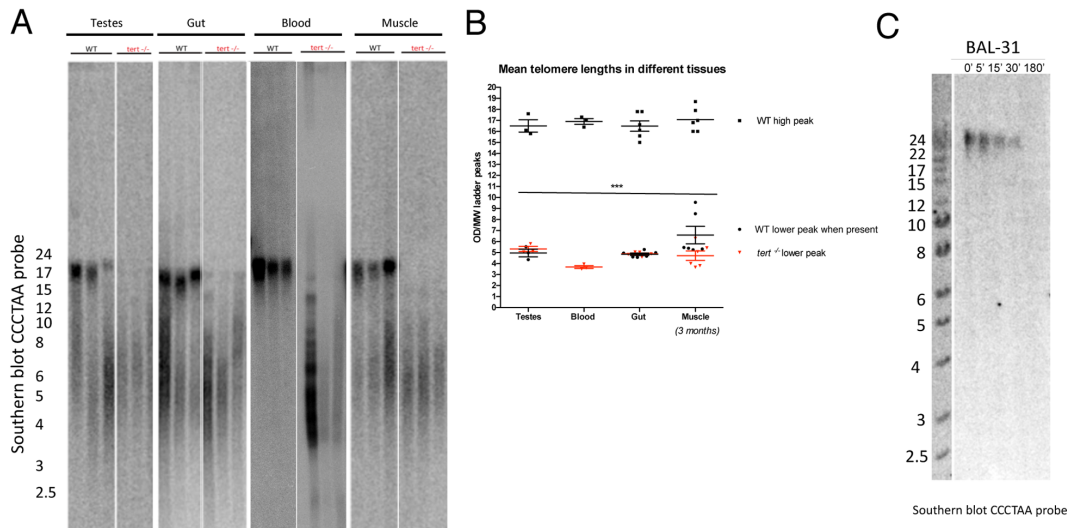 A
Testes Gut Blood Muscle
WT tert -/- WT tert -/- WT tert -/- WT tert -/-
Southern blot CCCTAA probe
24
17
15
12
10
8
6
5
4
3
2.5
B
Mean telomere lengths in different tissues
OD/MW ladder peaks
20
19
18
17
16
15
14
13
12
11
10
9
8
7
6
5
4
3
2
1
0
***
WT high peak
WT lower peak when present
tert -/- lower peak
Testes Blood Gut Muscle
(3 months)
C
BAL-31
0' 5' 15' 30' 180'
24
22
17
15
12
10
8
6
5
4
3
2.5
Southern blot CCCTAA probe